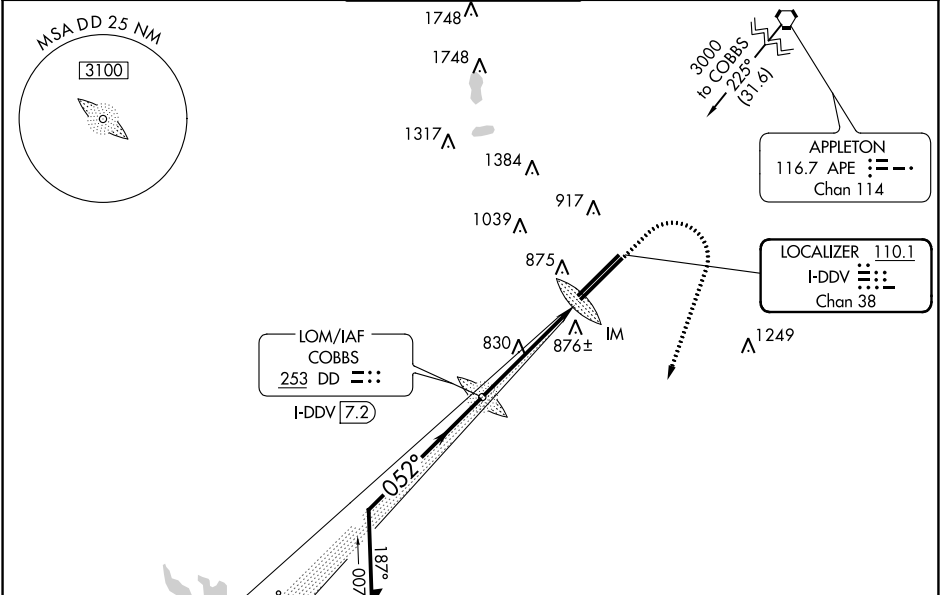 MSA DD 25 NM
3100
1748
1748
1317
1384
917
1039
875
3000
to COBBS
225°
(31.6)
APPLETON
116.7 APE
Chan 114
LOCALIZER 110.1
I-DDV
Chan 38
IM
876±
830
1249
LOM/IAF
COBBS
253 DD
I-DDV 7.2
052°
187°
007